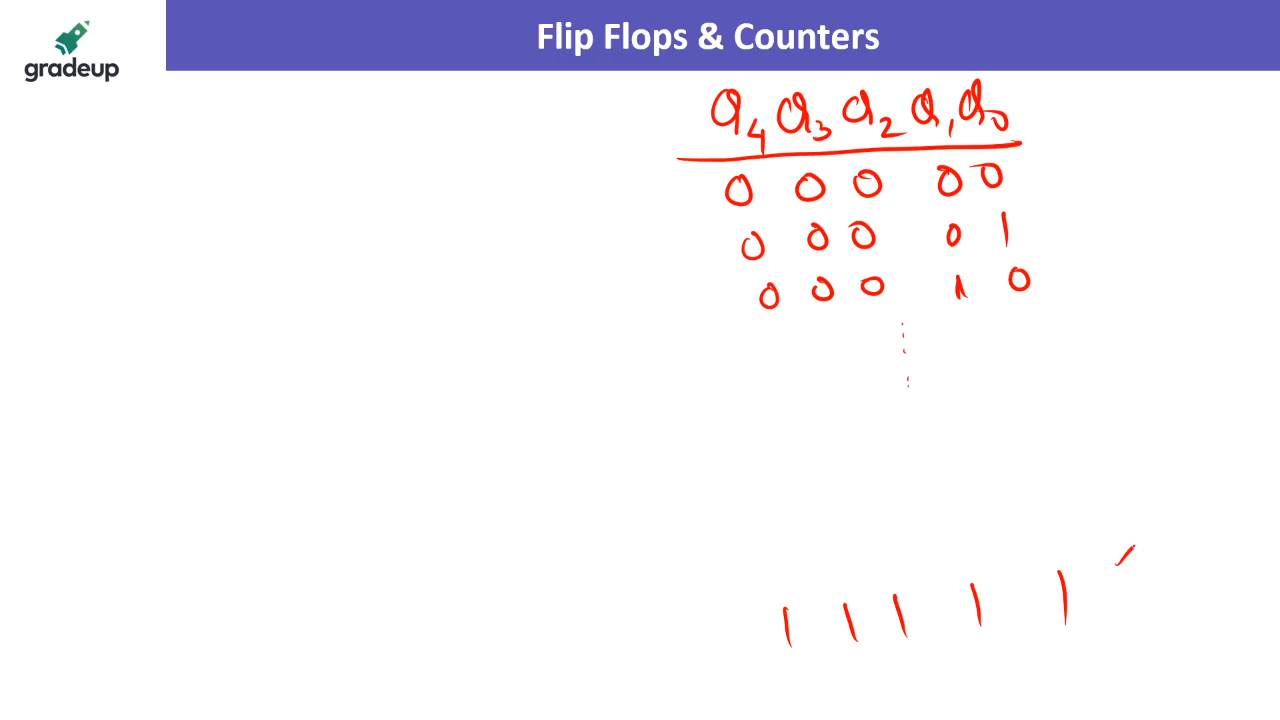 Flip Flops & Counters
gradeup
Q4 Q3 Q2 Q1 Q0
0 0 0 0 0
0 0 0 0 1
0 0 0 1 0
1 1 1 1 1